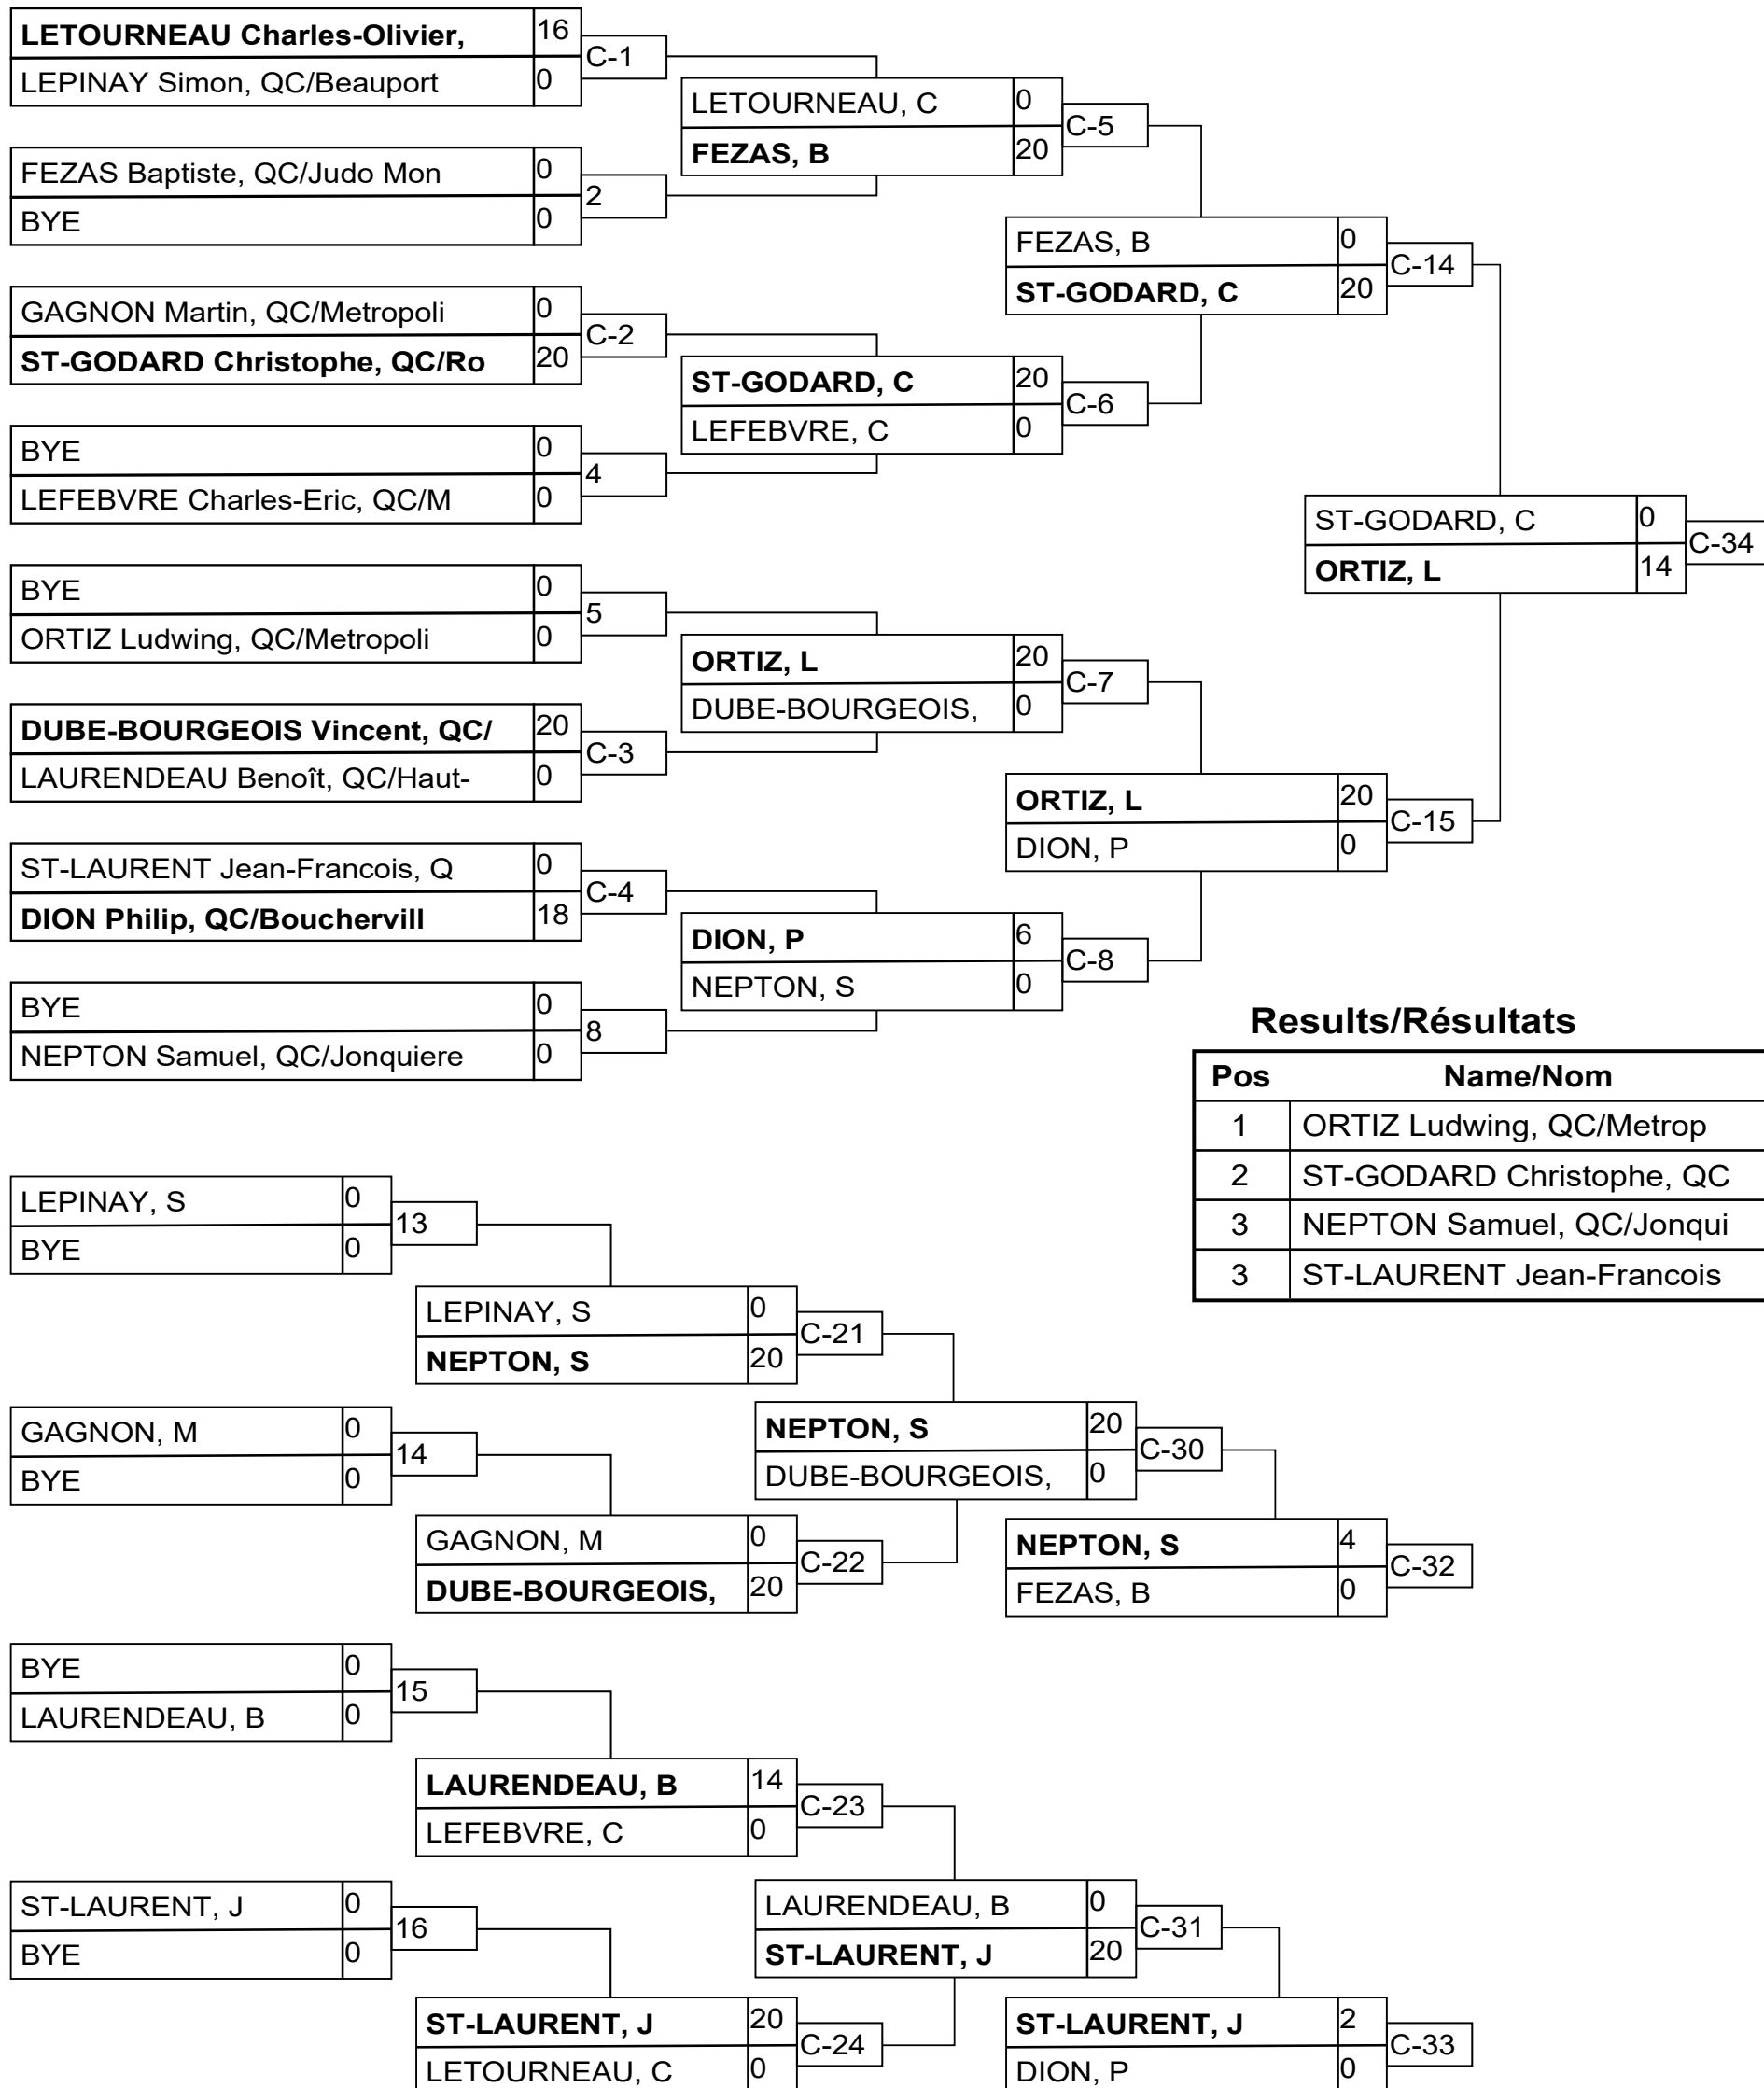 LETOURNEAU Charles-Olivier, 16
C-1
LEPINAY Simon, QC/Beauport 0
LETOURNEAU, C 0
C-5
FEZAS, B 20
FEZAS Baptiste, QC/Judo Mon 0
2
BYE 0
FEZAS, B 0
C-14
ST-GODARD, C 20
GAGNON Martin, QC/Metropoli 0
C-2
ST-GODARD Christophe, QC/Ro 20
ST-GODARD, C 20
C-6
LEFEBVRE, C 0
BYE 0
4
LEFEBVRE Charles-Eric, QC/M 0
ST-GODARD, C 0
C-34
ORTIZ, L 14
BYE 0
5
ORTIZ Ludwing, QC/Metropoli 0
ORTIZ, L 20
C-7
DUBE-BOURGEOIS, 0
DUBE-BOURGEOIS Vincent, QC/ 20
C-3
LAURENDEAU Benoît, QC/Haut- 0
ORTIZ, L 20
C-15
DION, P 0
ST-LAURENT Jean-Francois, Q 0
C-4
DION Philip, QC/Bouchervill 18
DION, P 6
C-8
NEPTON, S 0
BYE 0
8
NEPTON Samuel, QC/Jonquiere 0
Results/Résultats
Pos Name/Nom
1 ORTIZ Ludwing, QC/Metrop
2 ST-GODARD Christophe, QC
3 NEPTON Samuel, QC/Jonqui
3 ST-LAURENT Jean-Francois
LEPINAY, S 0
13
BYE 0
LEPINAY, S 0
C-21
NEPTON, S 20
GAGNON, M 0
14
BYE 0
NEPTON, S 20
C-30
DUBE-BOURGEOIS, 0
GAGNON, M 0
C-22
DUBE-BOURGEOIS, 20
NEPTON, S 4
C-32
FEZAS, B 0
BYE 0
15
LAURENDEAU, B 0
LAURENDEAU, B 14
C-23
LEFEBVRE, C 0
ST-LAURENT, J 0
16
BYE 0
LAURENDEAU, B 0
C-31
ST-LAURENT, J 20
ST-LAURENT, J 20
C-24
LETOURNEAU, C 0
ST-LAURENT, J 2
C-33
DION, P 0